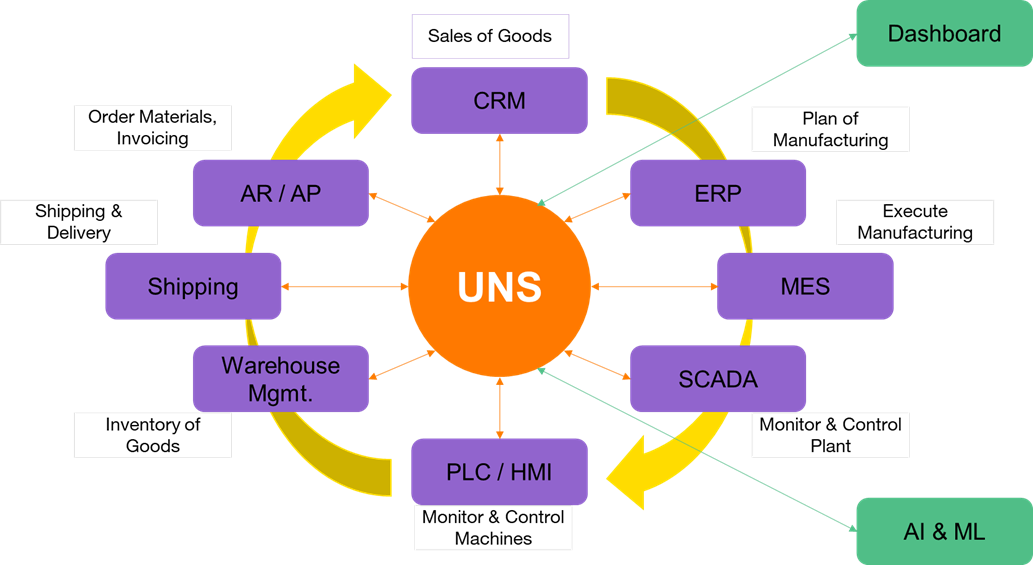 Sales of Goods
Dashboard
CRM
Order Materials,
Invoicing
Plan of
Manufacturing
AR / AP
ERP
Shipping &
Delivery
Execute
Manufacturing
Shipping
UNS
MES
Warehouse
Mgmt.
SCADA
Inventory of
Goods
Monitor & Control
Plant
PLC / HMI
Monitor & Control
Machines
AI & ML